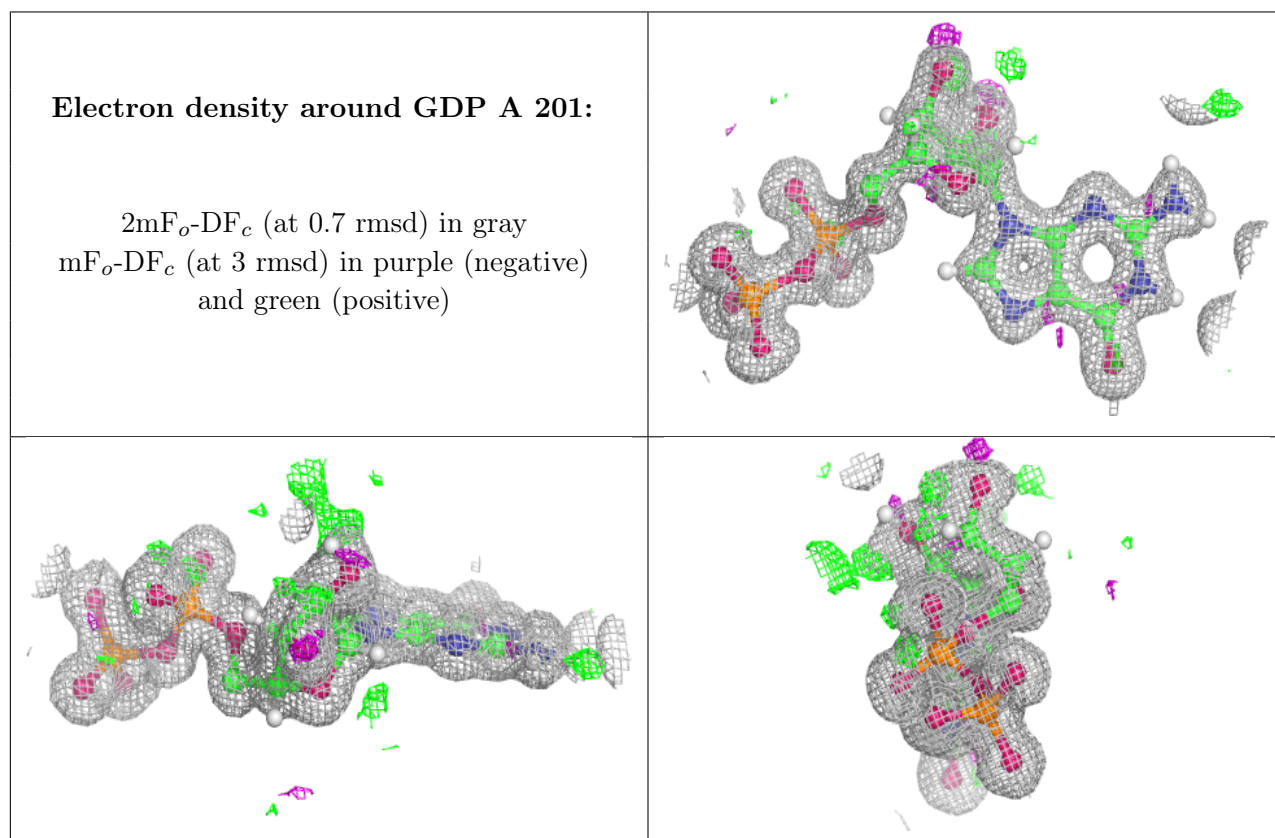 Electron density around GDP A 201:
2mFo-DFc (at 0.7 rmsd) in gray
mFo-DFc (at 3 rmsd) in purple (negative)
and green (positive)